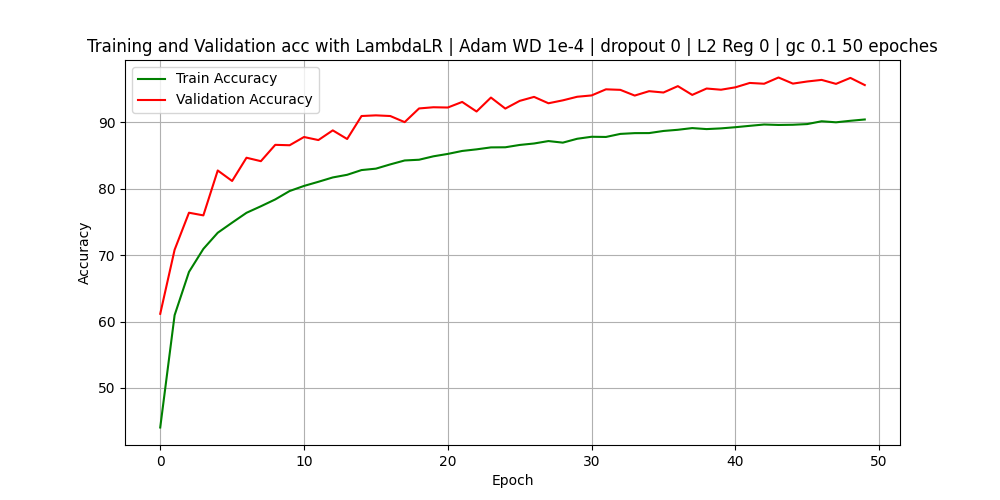 Training and Validation acc with LambdaLR | Adam WD 1e-4 | dropout 0 | L2 Reg 0 | gc 0.1 50 epoches
Train Accuracy
Validation Accuracy
90
80
70
60
50
Accuracy
0 10 20 30 40 50
Epoch